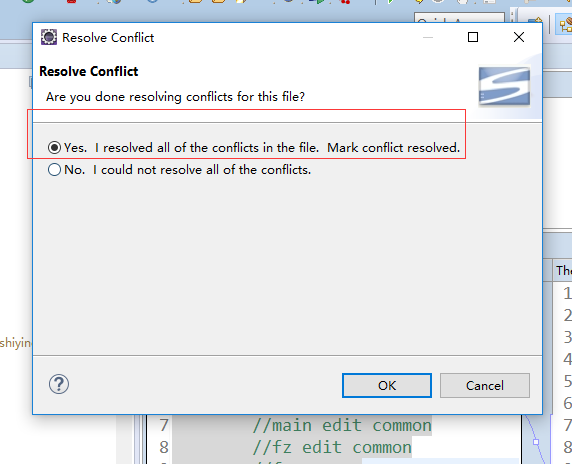 Resolve Conflict
Resolve Conflict
Are you done resolving conflicts for this file?
Yes. I resolved all of the conflicts in the file. Mark conflict resolved.
No. I could not resolve all of the conflicts.
The
1
2
3
4
5
6
7
8
shiyin
OK
Cancel
7 //main edit common
8 //fz edit common